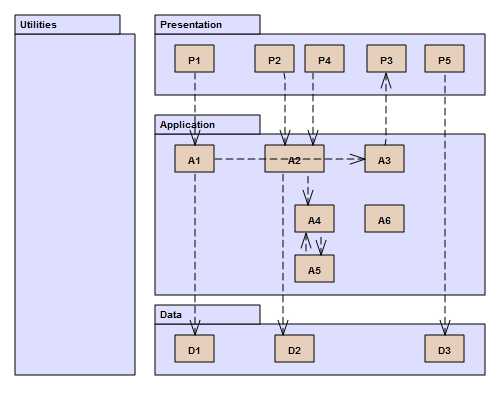 Utilities
Presentation
P1 P2 P4 P3 P5
Application
A1 A2 A3
A4 A6
A5
Data
D1 D2 D3